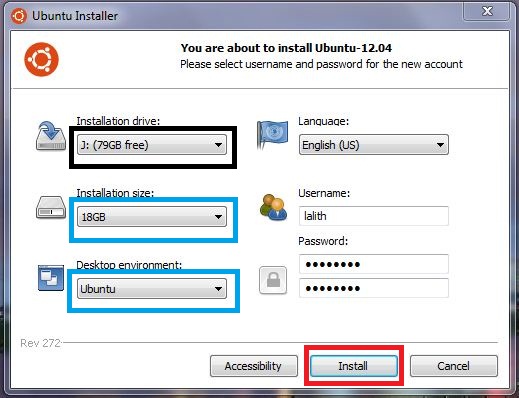 Ubuntu Installer
You are about to install Ubuntu-12.04
Please select username and password for the new account
Installation drive:
J: (79GB free)
Language:
English (US)
Installation size:
18GB
Username:
lalith
Password:
●●●●●●●●
Desktop environment:
Ubuntu
●●●●●●●●
Rev 272
Accessibility
Install
Cancel